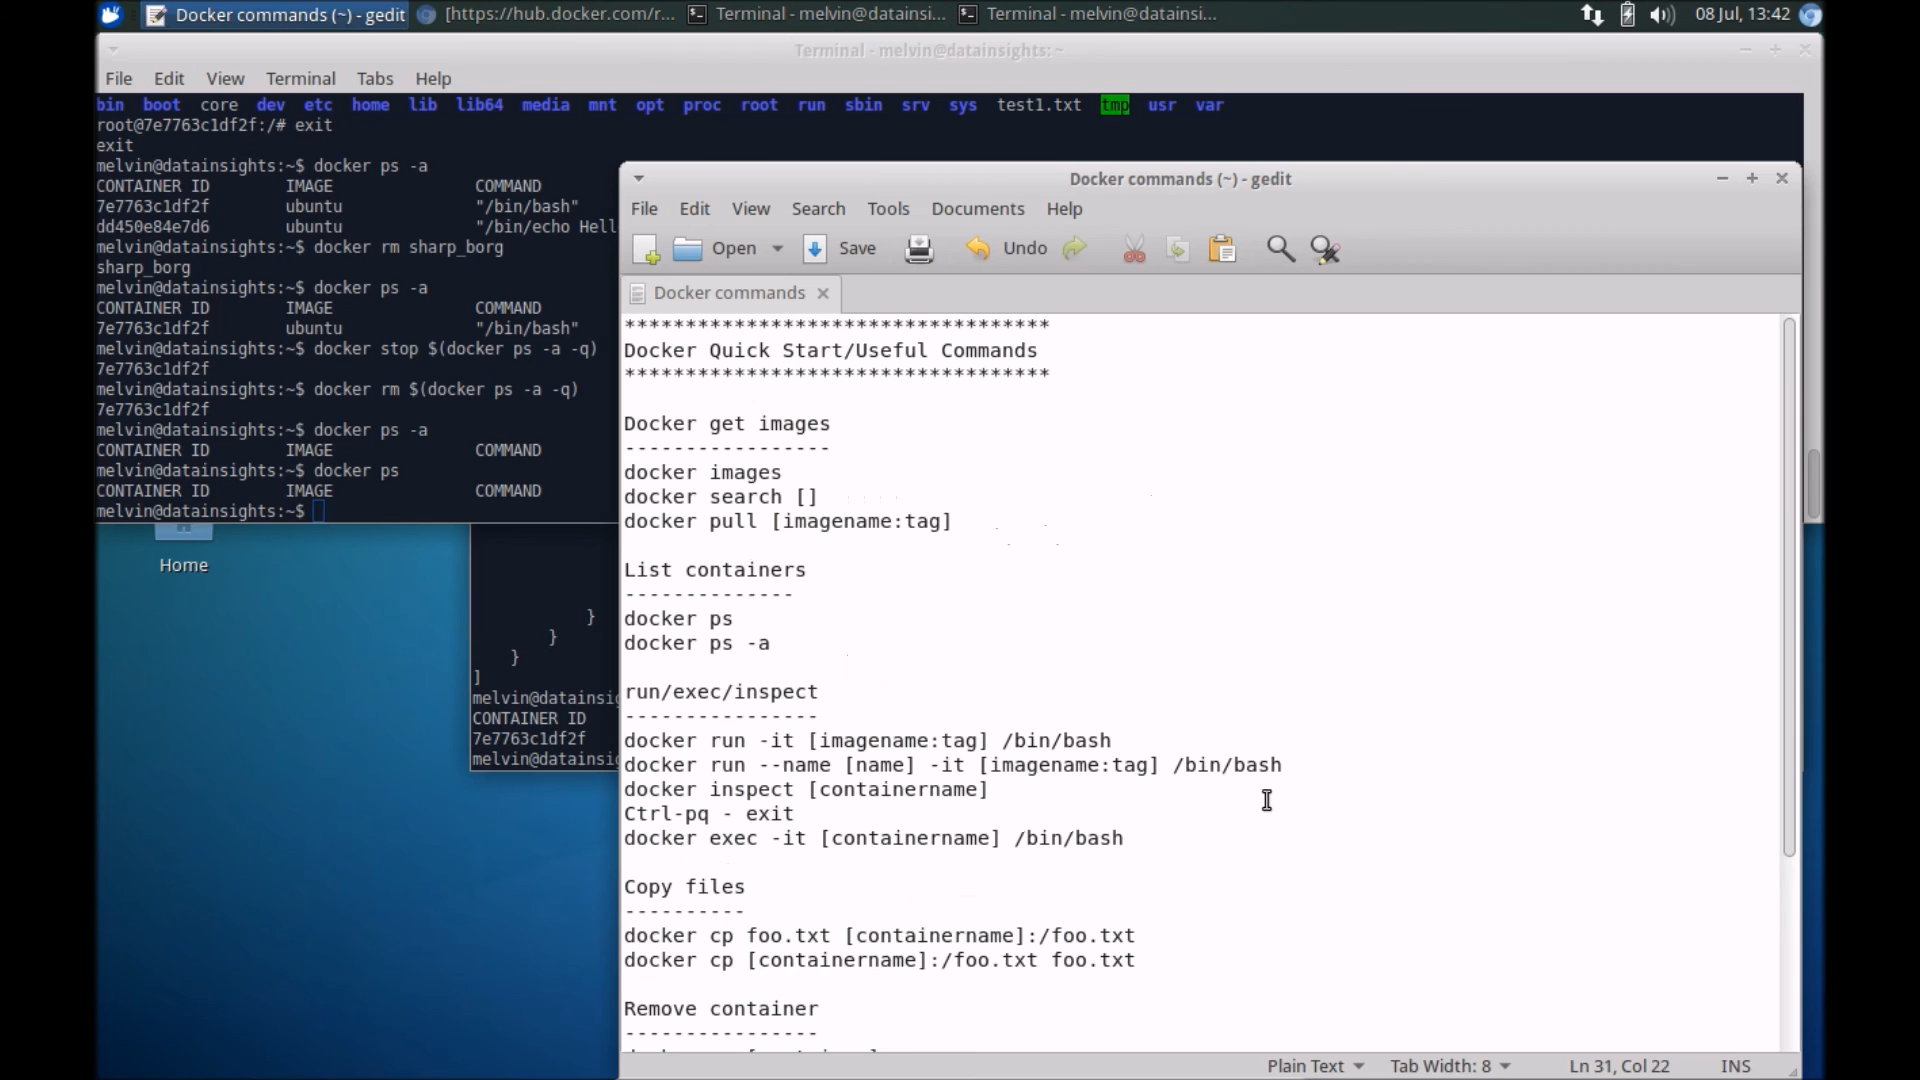 Docker commands (~) - gedit
[https://hub.docker.com/r...
Terminal - melvin@datainsi...
Terminal - melvin@datainsi...
08 Jul, 13:42
Terminal - melvin@datainsights: ~
File Edit View Terminal Tabs Help
bin boot core dev etc home lib lib64 media mnt opt proc root run sbin srv sys test1.txt tmp usr var
root@7e7763c1df2f:/# exit
exit
melvin@datainsights:~$ docker ps -a
CONTAINER ID IMAGE COMMAND
7e7763c1df2f ubuntu "/bin/bash"
dd450e84e7d6 ubuntu "/bin/echo Hell
melvin@datainsights:~$ docker rm sharp_borg
sharp_borg
melvin@datainsights:~$ docker ps -a
CONTAINER ID IMAGE COMMAND
7e7763c1df2f ubuntu "/bin/bash"
melvin@datainsights:~$ docker stop $(docker ps -a -q)
7e7763c1df2f
melvin@datainsights:~$ docker rm $(docker ps -a -q)
7e7763c1df2f
melvin@datainsights:~$ docker ps -a
CONTAINER ID IMAGE COMMAND
melvin@datainsights:~$ docker ps
CONTAINER ID IMAGE COMMAND
melvin@datainsights:~$
Home
}
}
}
]
melvin@datainsig
CONTAINER ID
7e7763c1df2f
melvin@datainsig
Docker commands (~) - gedit
File Edit View Search Tools Documents Help
Open Save Undo
Docker commands
***********************************
Docker Quick Start/Useful Commands
***********************************
Docker get images
-----------------
docker images
docker search []
docker pull [imagename:tag]
List containers
--------------
docker ps
docker ps -a
run/exec/inspect
----------------
docker run -it [imagename:tag] /bin/bash
docker run --name [name] -it [imagename:tag] /bin/bash
docker inspect [containername]
Ctrl-pq - exit
docker exec -it [containername] /bin/bash
Copy files
----------
docker cp foo.txt [containername]:/foo.txt
docker cp [containername]:/foo.txt foo.txt
Remove container
----------------
Plain Text Tab Width: 8 Ln 31, Col 22 INS